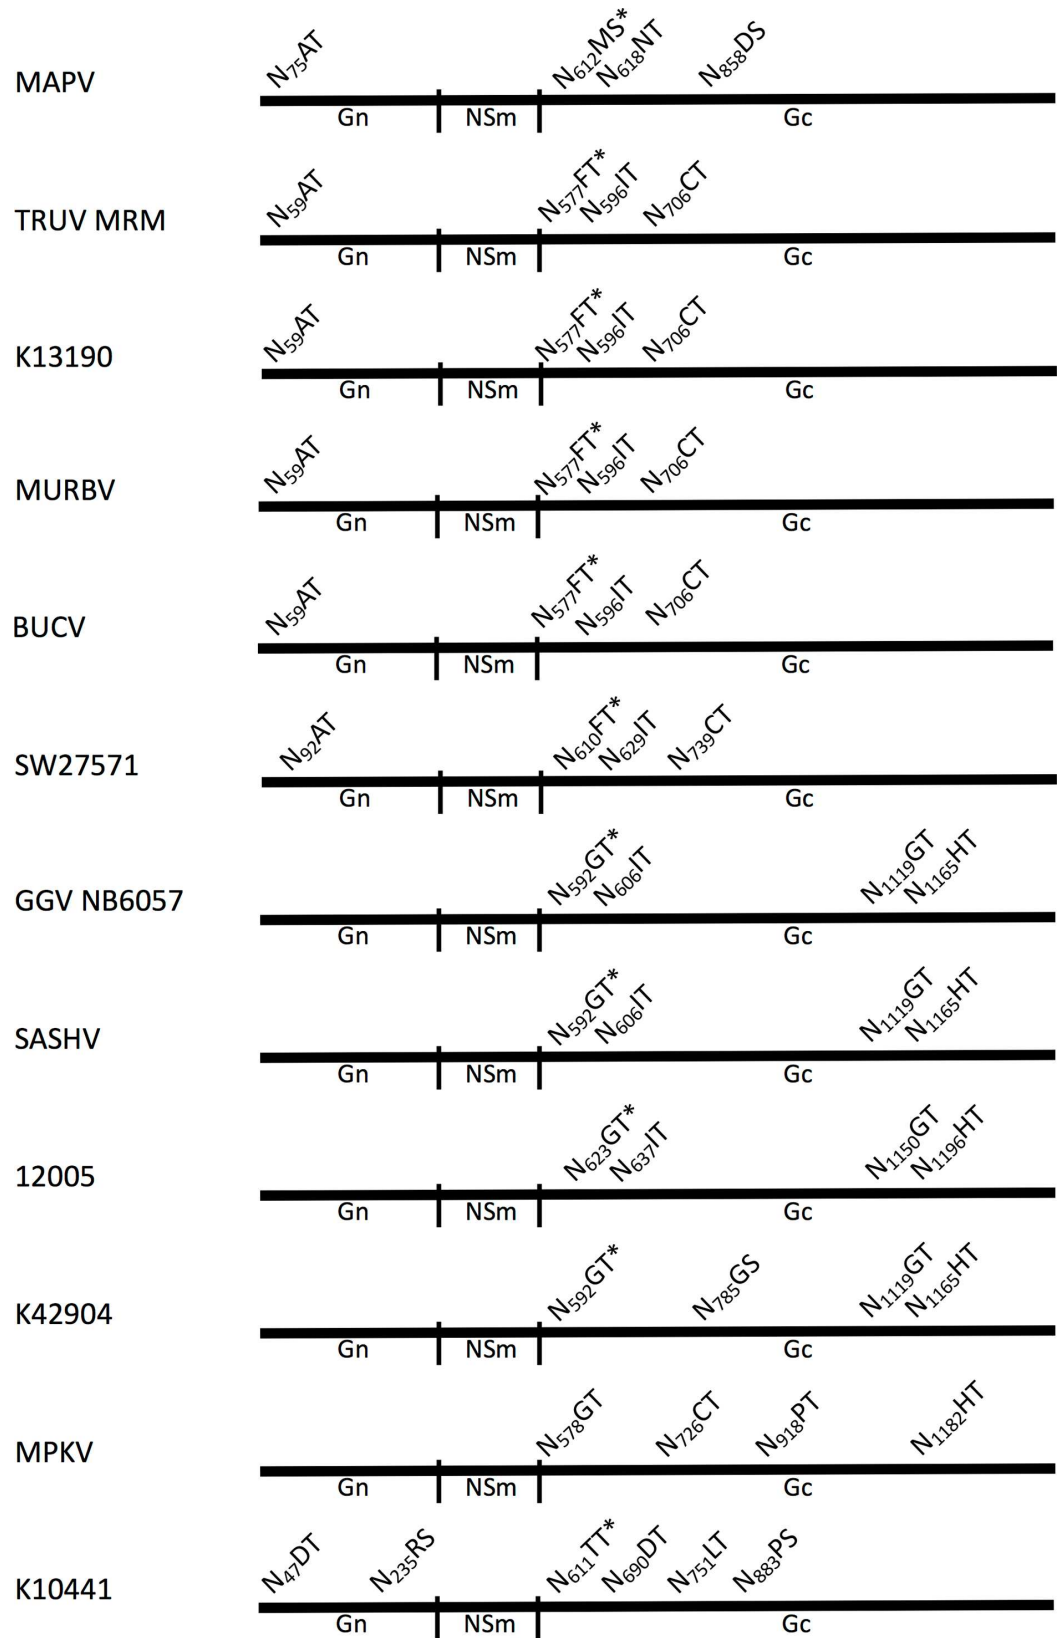 MAPV N₇₅AT N₆₁₂MS* N₆₁₈NT N₈₅₈DS
Gn NSm Gc
TRUV MRM N₅₉AT N₅₇₇FT* N₅₉₆IT N₇₀₆CT
Gn NSm Gc
K13190 N₅₉AT N₅₇₇FT* N₅₉₆IT N₇₀₆CT
Gn NSm Gc
MURBV N₅₉AT N₅₇₇FT* N₅₉₆IT N₇₀₆CT
Gn NSm Gc
BUCV N₅₉AT N₅₇₇FT* N₅₉₆IT N₇₀₆CT
Gn NSm Gc
SW27571 N₉₂AT N₆₁₀FT* N₆₂₉IT N₇₃₉CT
Gn NSm Gc
GGV NB6057 N₅₉₂GT* N₆₀₆IT N₁₁₁₉GT N₁₁₆₅HT
Gn NSm Gc
SASHV N₅₉₂GT* N₆₀₆IT N₁₁₁₉GT N₁₁₆₅HT
Gn NSm Gc
12005 N₆₂₃GT* N₆₃₇IT N₁₁₅₀GT N₁₁₉₆HT
Gn NSm Gc
K42904 N₅₉₂GT* N₇₈₅GS N₁₁₁₉GT N₁₁₆₅HT
Gn NSm Gc
MPKV N₅₇₈GT N₇₂₆CT N₉₁₈PT N₁₁₈₂HT
Gn NSm Gc
K10441 N₄₇DT N₂₃₅RS N₆₁₁TT* N₆₉₀DT N₇₅₁LT N₈₈₃PS
Gn NSm Gc